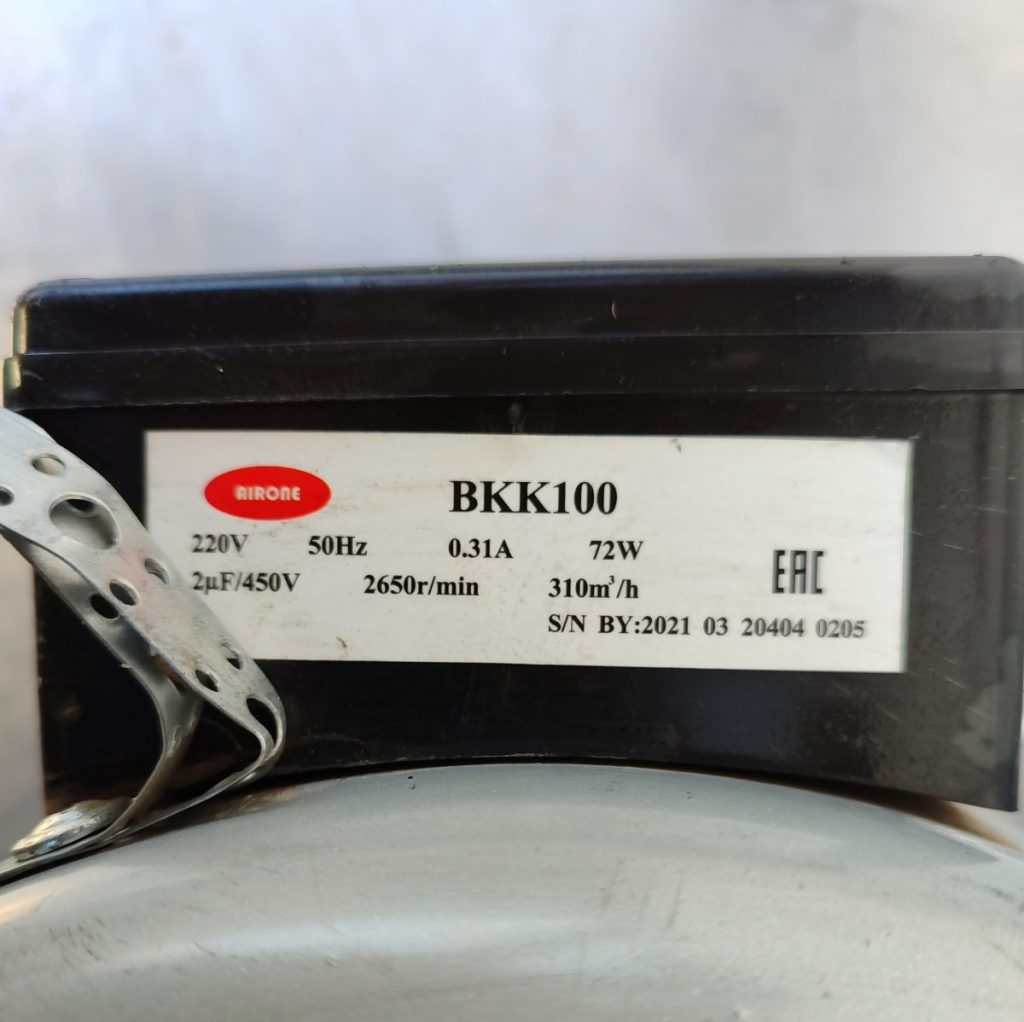 AIRONE
BKK100
220V 50Hz 0.31A 72W
2µF/450V 2650r/min 310m³/h
EAC
S/N BY:2021 03 20404 0205